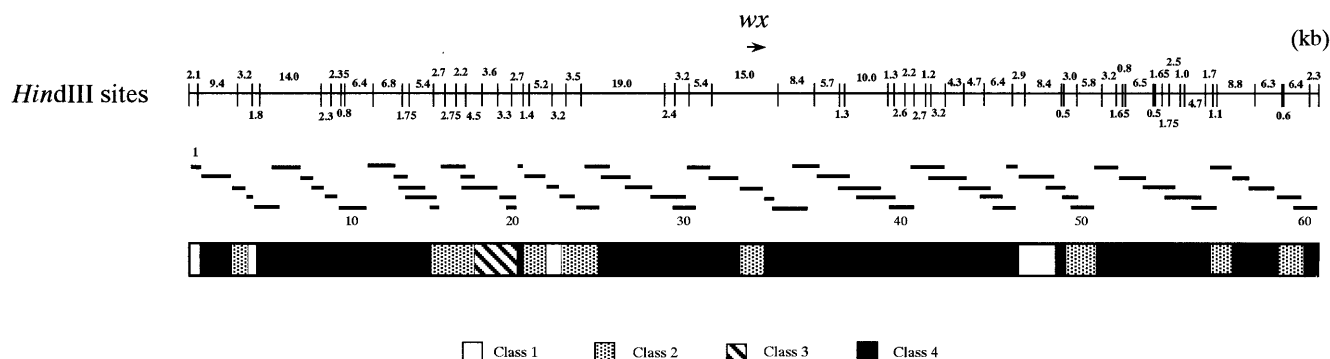 wx
(kb)
2.1 9.4 3.2 14.0 2.35 6.4 6.8 5.4 2.7 2.2 3.6 2.7 5.2 3.5 19.0 3.2 5.4 15.0 8.4 5.7 10.0 1.3 2.2 1.2 4.3 4.7 6.4 2.9 8.4 3.0 5.8 3.2 0.8 6.5 1.65 2.5 1.0 1.7 8.8 6.3 6.4 2.3
HindIII sites
1.8 2.3 0.8 1.75 2.75 4.5 3.3 1.4 3.2 2.4 1.3 2.6 2.7 3.2 0.5 1.65 0.5 1.75 4.7 1.1 0.6
1
10 20 30 40 50 60
Class 1 Class 2 Class 3 Class 4